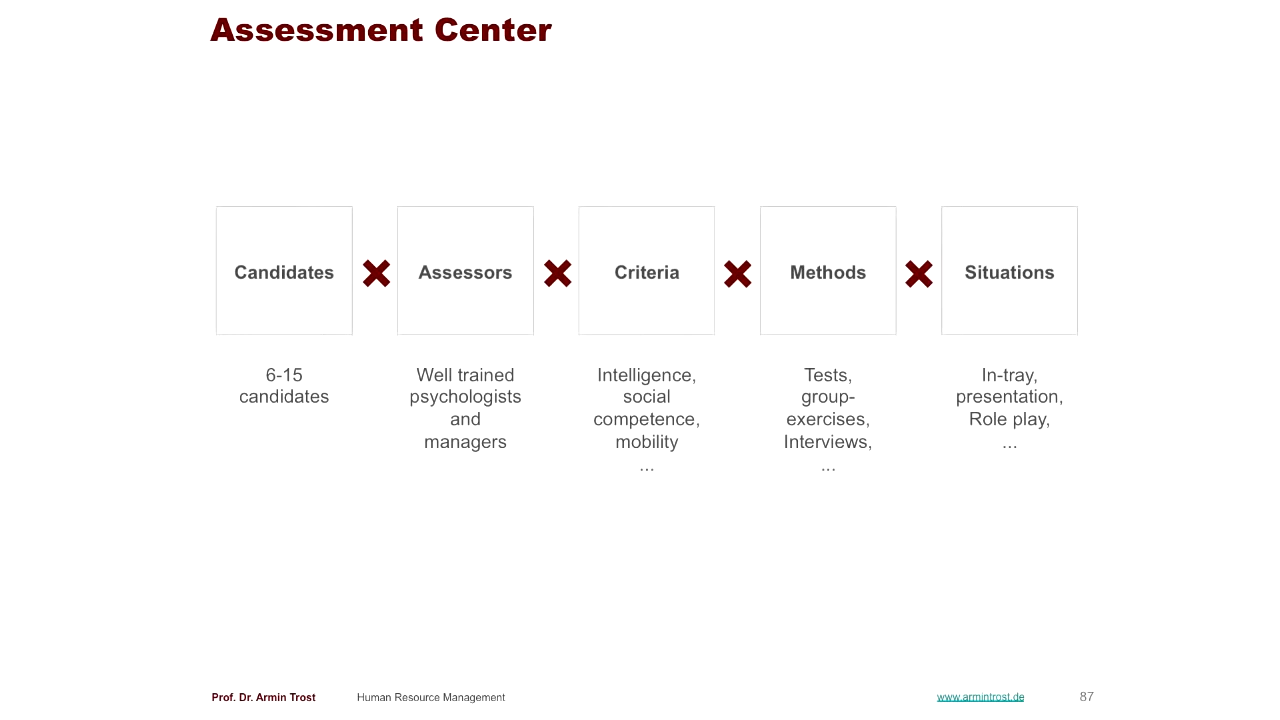 Assessment Center
Candidates
Assessors
Criteria
Methods
Situations
6-15
candidates
Well trained
psychologists
and
managers
Intelligence,
social
competence,
mobility
...
Tests,
group-
exercises,
Interviews,
...
In-tray,
presentation,
Role play,
...
Prof. Dr. Armin Trost
Human Resource Management
www.armintrost.de
87